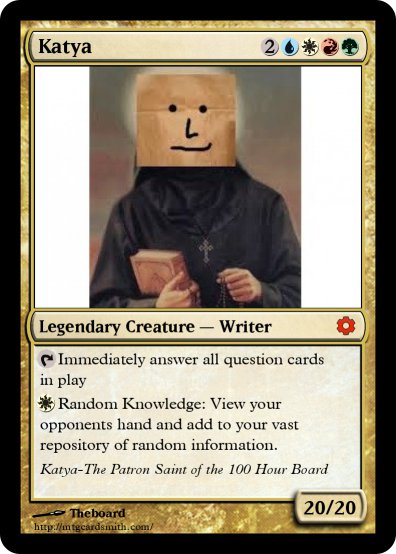 Katya 2
Legendary Creature — Writer
Immediately answer all question cards
in play
Random Knowledge: View your
opponents hand and add to your vast
repository of random information.
Katya-The Patron Saint of the 100 Hour Board
20/20
Theboard
http://mtgcardsmith.com/